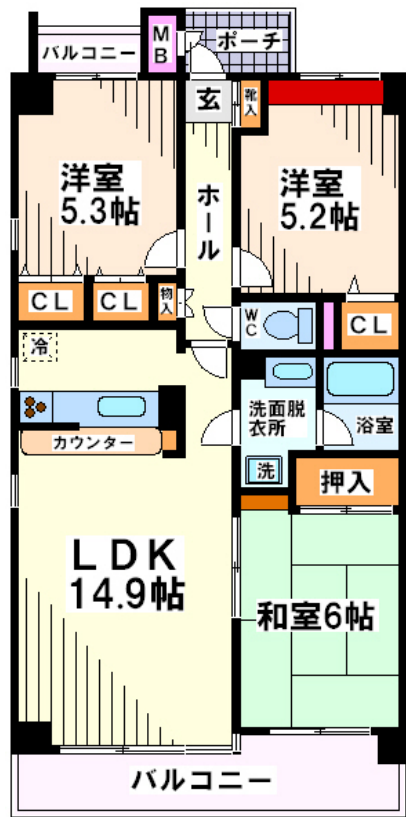 バルコニー
MB
ポーチ
玄
靴入
洋室
5.3帖
ホール
洋室
5.2帖
CL
CL
物入
WC
CL
冷
洗面脱
衣所
浴室
カウンター
洗
押入
LDK
14.9帖
和室6帖
バルコニー